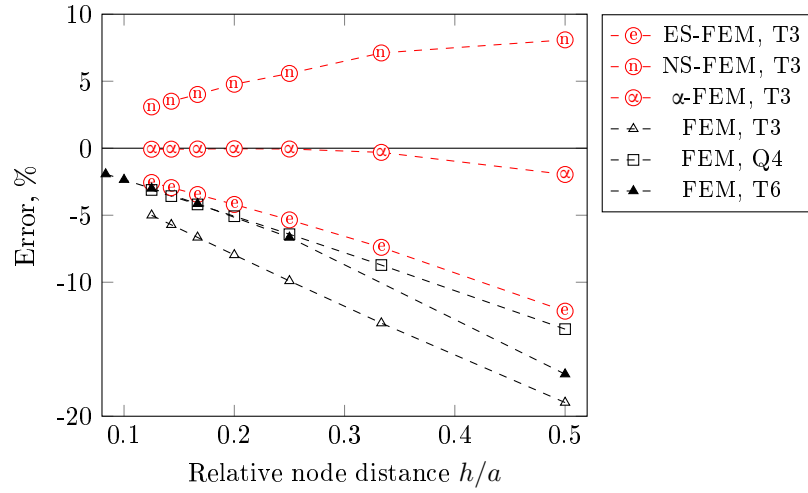 10
5
0
-5
-10
-20
0.1
0.2
0.3
0.4
0.5
Error, %
Relative node distance h/a
n n n n n n n
α α α α α α α
e e e e e e e
e ES-FEM, T3
n NS-FEM, T3
α α-FEM, T3
FEM, T3
FEM, Q4
FEM, T6